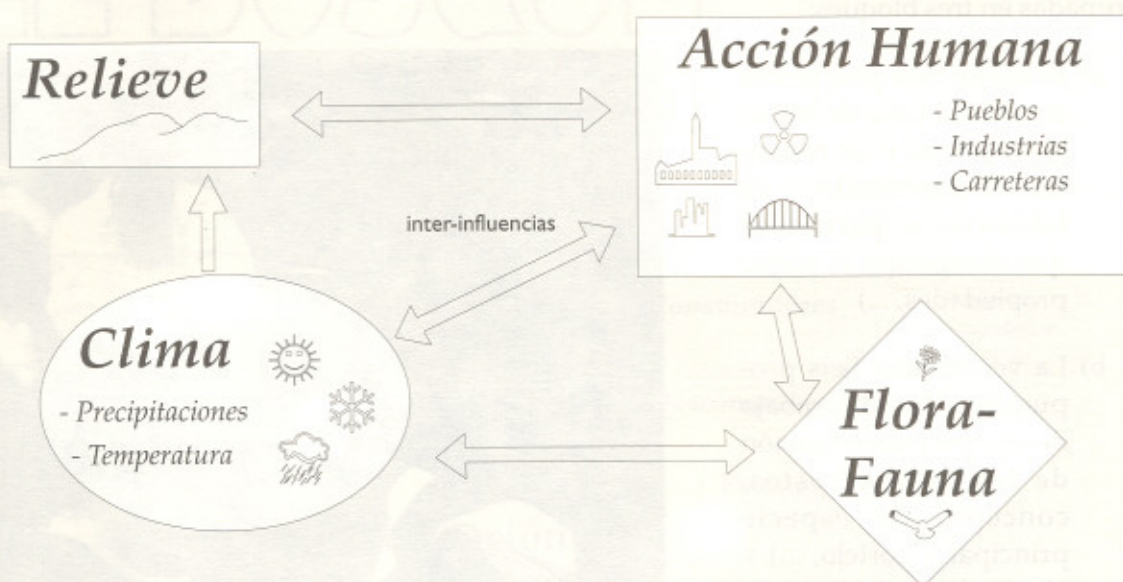 Relieve
Acción Humana
- Pueblos
- Industrias
- Carreteras
inter-influencias
Clima
- Precipitaciones
- Temperatura
Flora-
Fauna